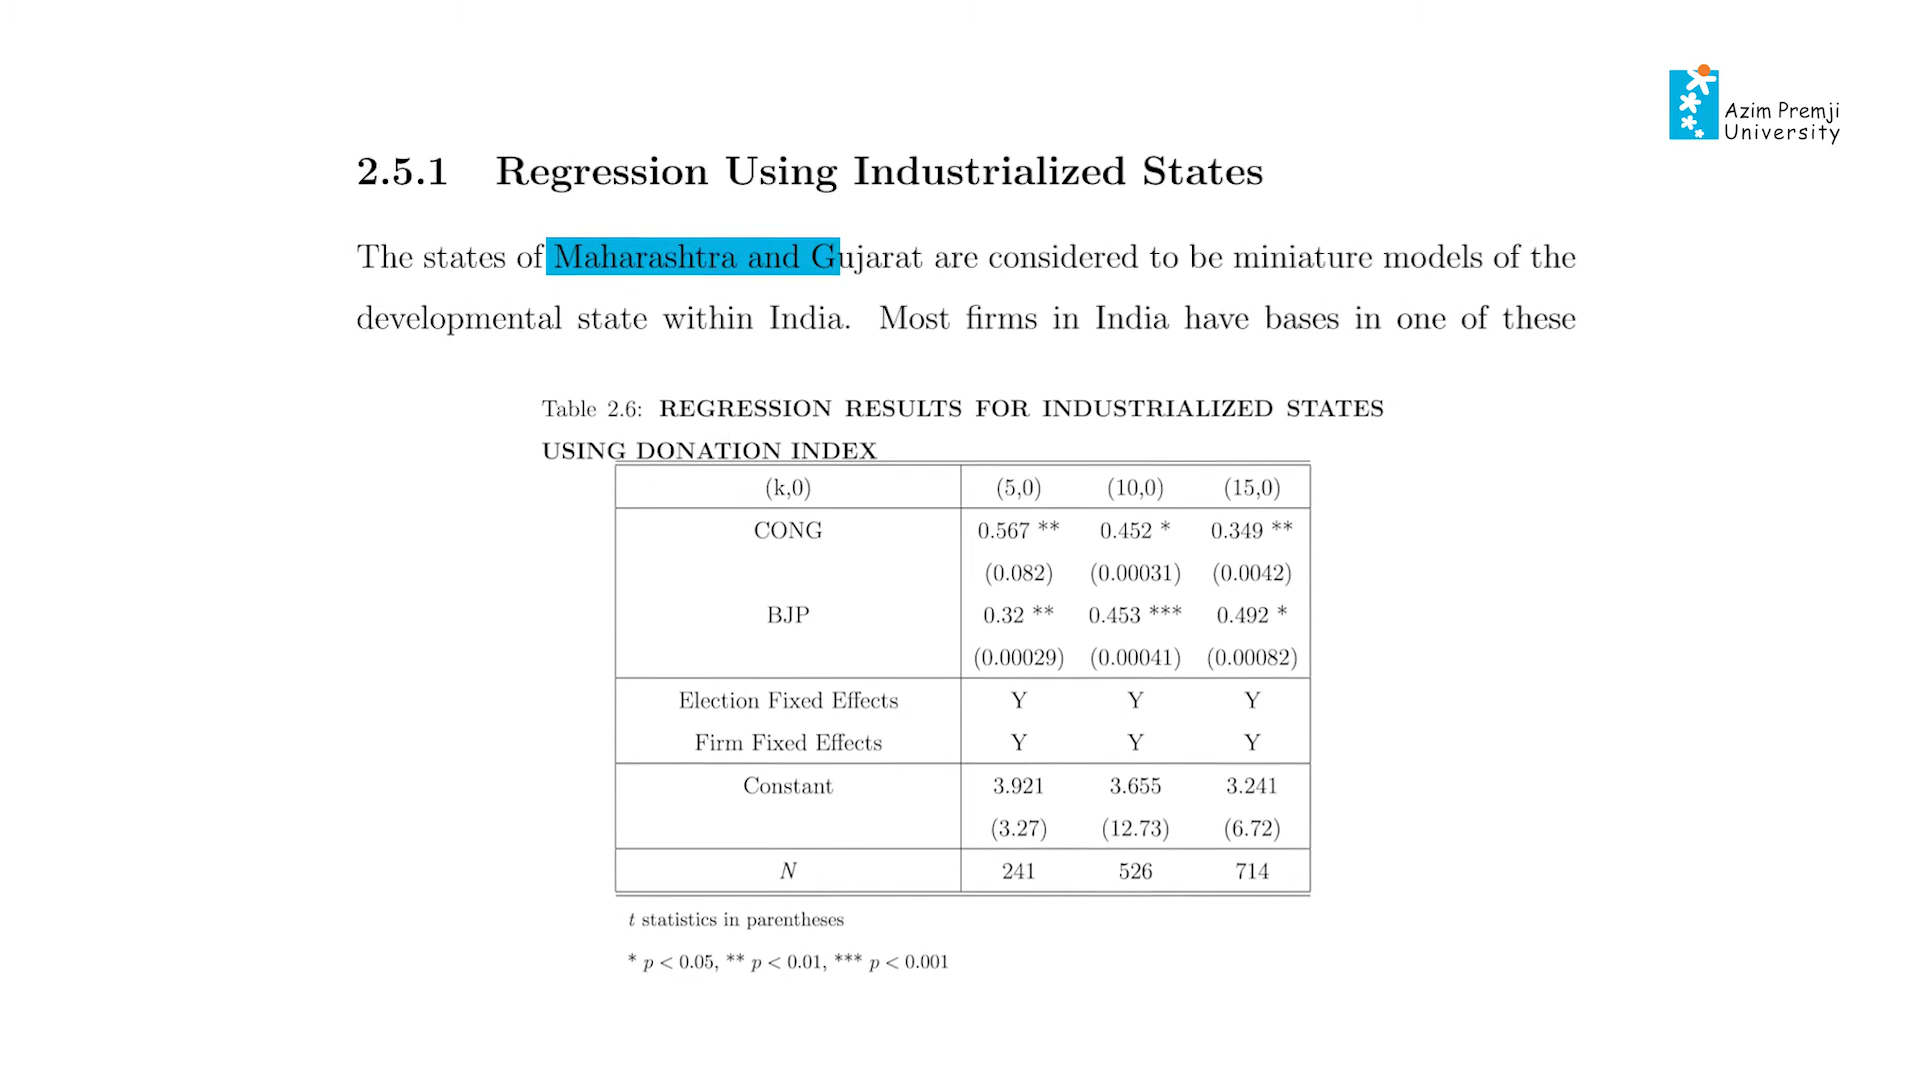 Azim Premji
University
2.5.1 Regression Using Industrialized States
The states of Maharashtra and Gujarat are considered to be miniature models of the
developmental state within India. Most firms in India have bases in one of these
Table 2.6: REGRESSION RESULTS FOR INDUSTRIALIZED STATES
USING DONATION INDEX
(k,0) (5,0) (10,0) (15,0)
CONG 0.567 ** 0.452 * 0.349 **
(0.082) (0.00031) (0.0042)
BJP 0.32 ** 0.453 *** 0.492 *
(0.00029) (0.00041) (0.00082)
Election Fixed Effects Y Y Y
Firm Fixed Effects Y Y Y
Constant 3.921 3.655 3.241
(3.27) (12.73) (6.72)
N 241 526 714
t statistics in parentheses
* p < 0.05, ** p < 0.01, *** p < 0.001